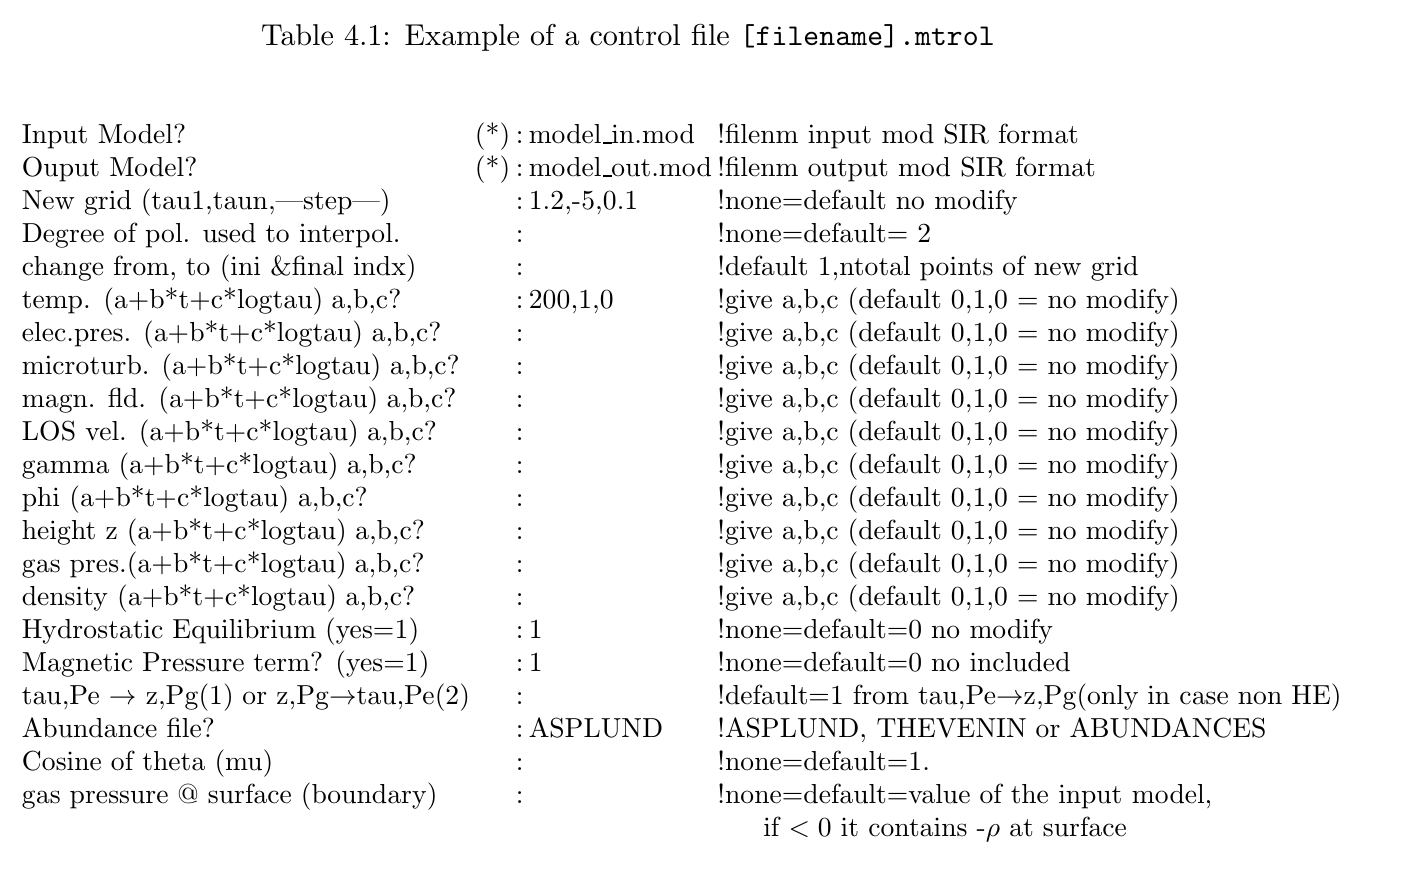 Table 4.1: Example of a control file [filename].mtrol
Input Model? (*) : model_in.mod !filenm input mod SIR format
Ouput Model? (*) : model_out.mod !filenm output mod SIR format
New grid (tau1,taun,—step—) : 1.2,-5,0.1 !none=default no modify
Degree of pol. used to interpol. : !none=default= 2
change from, to (ini &final indx) : !default 1,ntotal points of new grid
temp. (a+b*t+c*logtau) a,b,c? : 200,1,0 !give a,b,c (default 0,1,0 = no modify)
elec.pres. (a+b*t+c*logtau) a,b,c? : !give a,b,c (default 0,1,0 = no modify)
microturb. (a+b*t+c*logtau) a,b,c? : !give a,b,c (default 0,1,0 = no modify)
magn. fld. (a+b*t+c*logtau) a,b,c? : !give a,b,c (default 0,1,0 = no modify)
LOS vel. (a+b*t+c*logtau) a,b,c? : !give a,b,c (default 0,1,0 = no modify)
gamma (a+b*t+c*logtau) a,b,c? : !give a,b,c (default 0,1,0 = no modify)
phi (a+b*t+c*logtau) a,b,c? : !give a,b,c (default 0,1,0 = no modify)
height z (a+b*t+c*logtau) a,b,c? : !give a,b,c (default 0,1,0 = no modify)
gas pres.(a+b*t+c*logtau) a,b,c? : !give a,b,c (default 0,1,0 = no modify)
density (a+b*t+c*logtau) a,b,c? : !give a,b,c (default 0,1,0 = no modify)
Hydrostatic Equilibrium (yes=1) : 1 !none=default=0 no modify
Magnetic Pressure term? (yes=1) : 1 !none=default=0 no included
tau,Pe → z,Pg(1) or z,Pg→tau,Pe(2) : !default=1 from tau,Pe→z,Pg(only in case non HE)
Abundance file? : ASPLUND !ASPLUND, THEVENIN or ABUNDANCES
Cosine of theta (mu) : !none=default=1.
gas pressure @ surface (boundary) : !none=default=value of the input model,
if < 0 it contains -ρ at surface